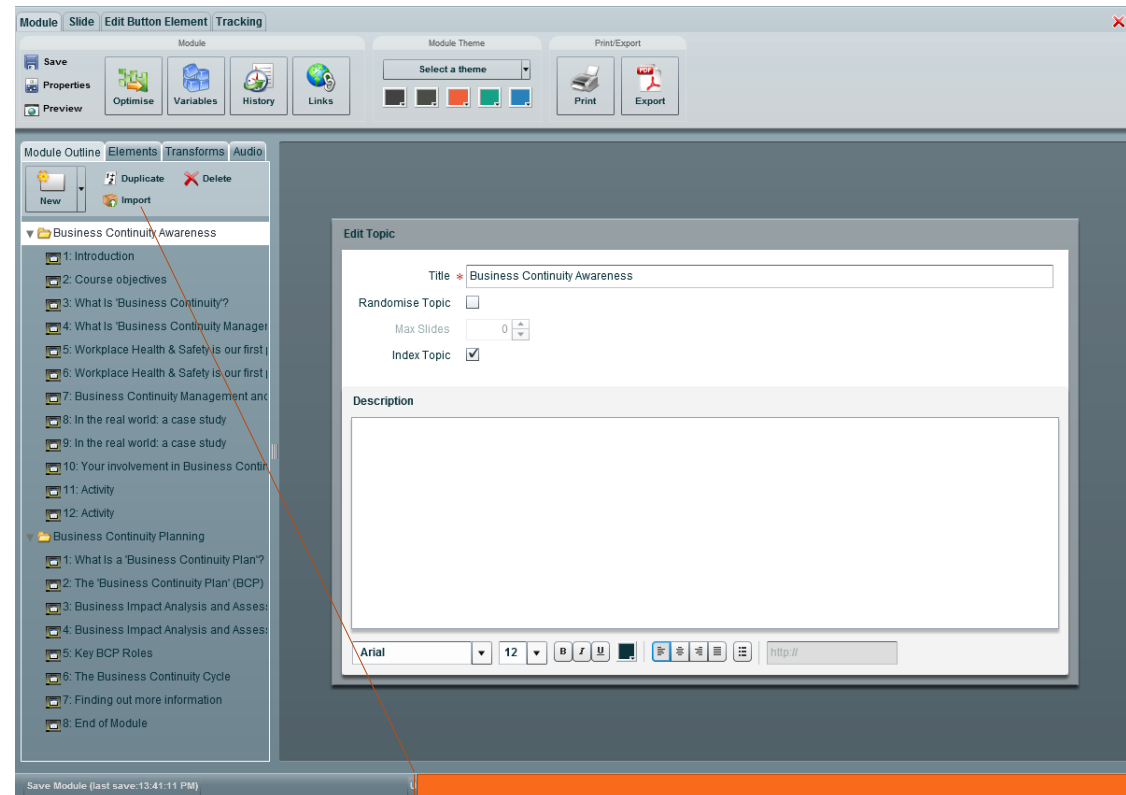 Module Slide Edit Button Element Tracking
Module
Module Theme
Print/Export
Save
Properties
Preview
Optimise
Variables
History
Links
Select a theme
Print
PDF
Export
Module Outline Elements Transforms Audio
New
Duplicate
Delete
Import
Business Continuity Awareness
1: Introduction
2: Course objectives
3: What Is 'Business Continuity'?
4: What Is 'Business Continuity Manager
5: Workplace Health & Safety is our first
6: Workplace Health & Safety is our first
7: Business Continuity Management and
8: In the real world: a case study
9: In the real world: a case study
10: Your involvement in Business Contin
11: Activity
12: Activity
Business Continuity Planning
1: What Is a 'Business Continuity Plan'?
2: The 'Business Continuity Plan' (BCP)
3: Business Impact Analysis and Assess
4: Business Impact Analysis and Assess
5: Key BCP Roles
6: The Business Continuity Cycle
7: Finding out more information
8: End of Module
Edit Topic
Title * Business Continuity Awareness
Randomise Topic
Max Slides 0
Index Topic
Description
Arial 12 B I U http://
Save Module (last save:13:41:11 PM)